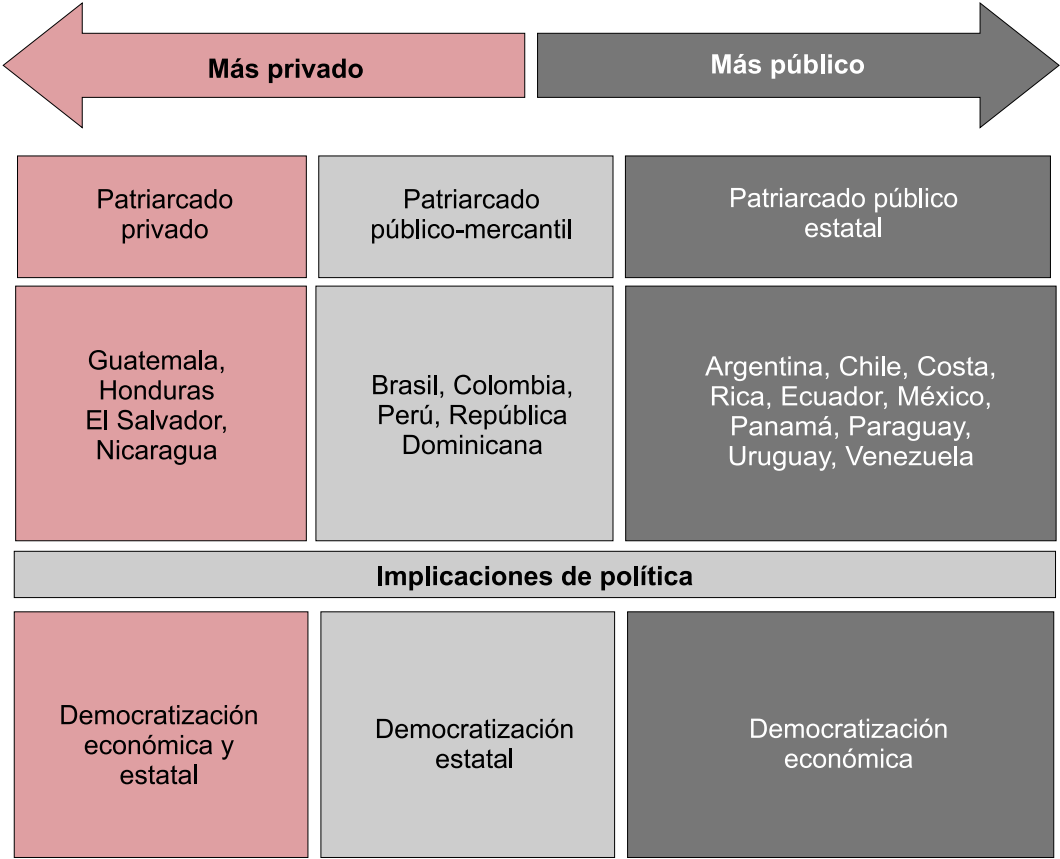 Más privado
Más público
Patriarcado
privado
Patriarcado
público-mercantil
Patriarcado público
estatal
Guatemala,
Honduras
El Salvador,
Nicaragua
Brasil, Colombia,
Perú, República
Dominicana
Argentina, Chile, Costa,
Rica, Ecuador, México,
Panamá, Paraguay,
Uruguay, Venezuela
Implicaciones de política
Democratización
económica y
estatal
Democratización
estatal
Democratización
económica